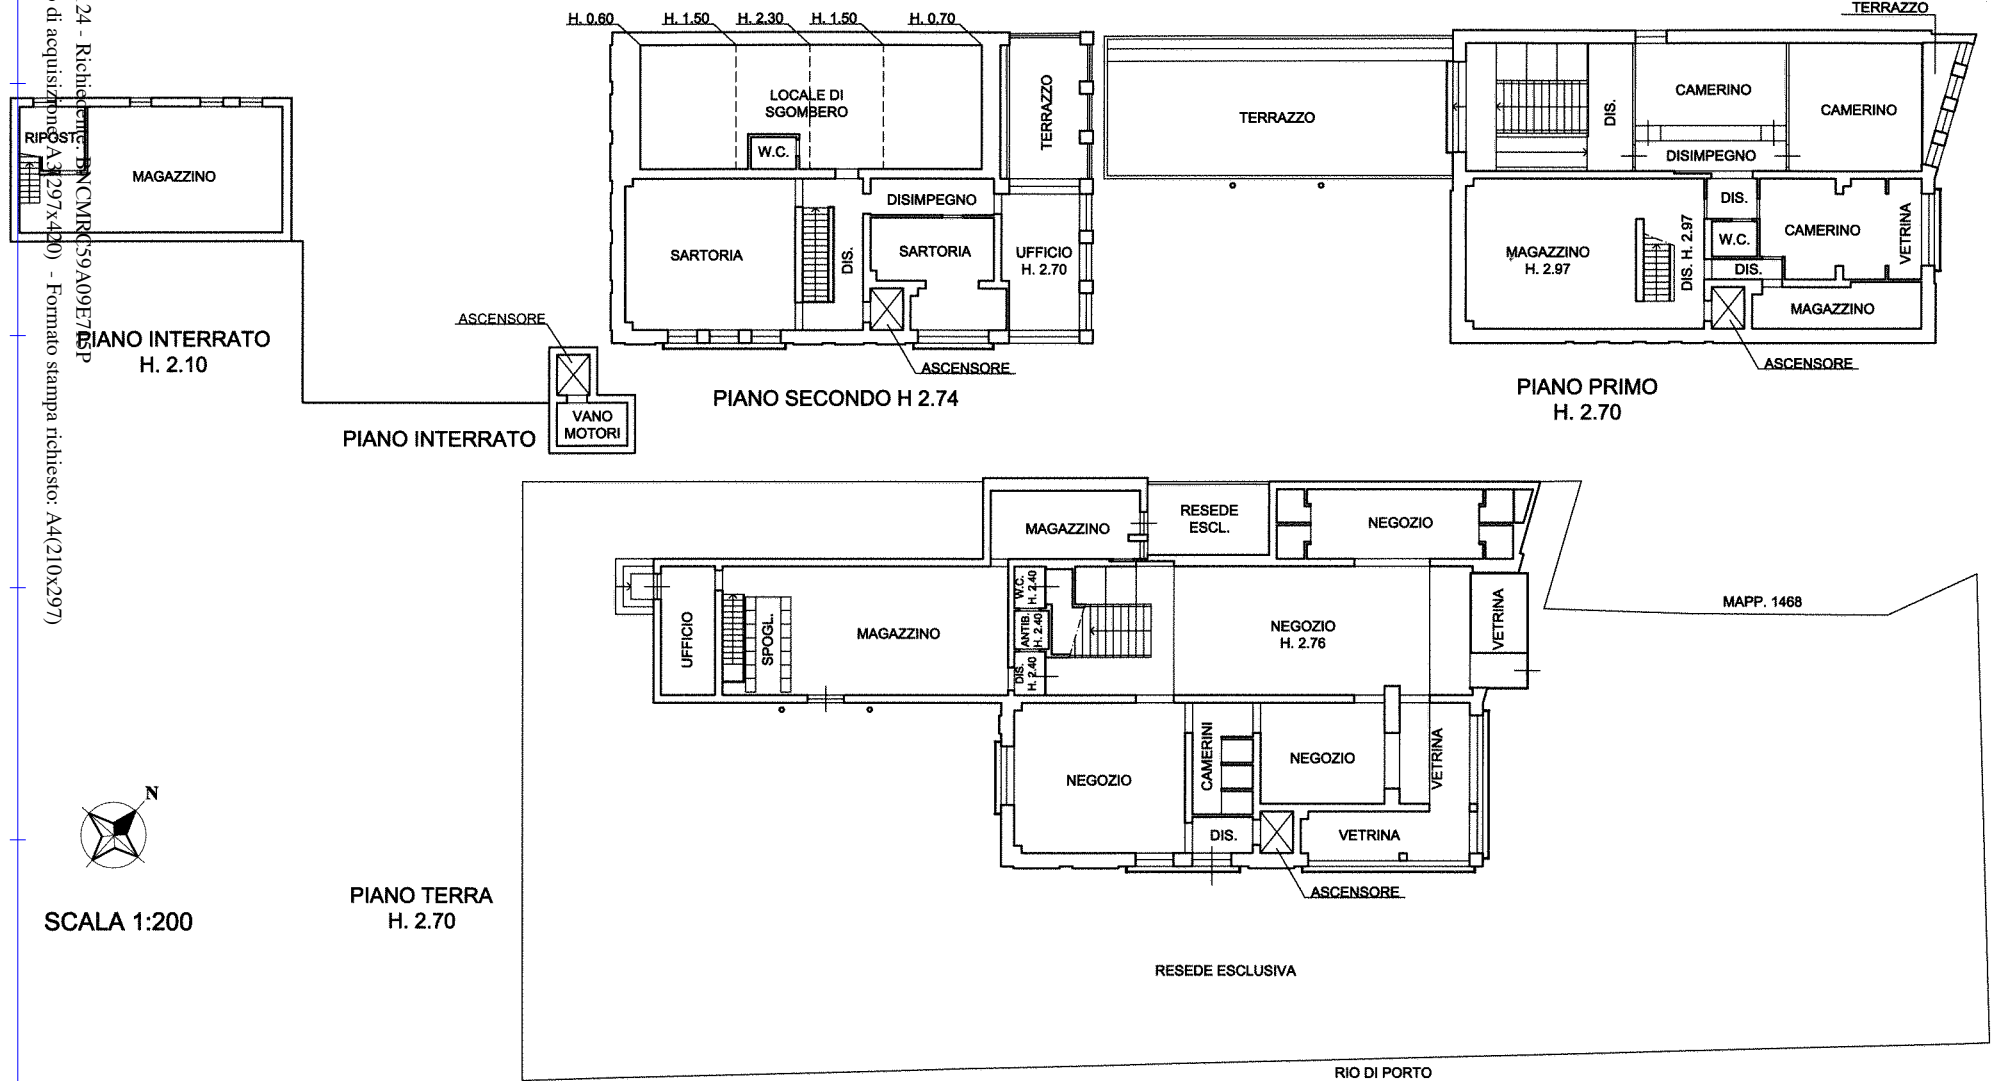 24 - Richiedente: BNCMRC59A09E715P
di acquisizione A3(297x420) - Formato stampa richiesto: A4(210x297)
RIPOST.
MAGAZZINO
PIANO INTERRATO
H. 2.10
ASCENSORE
VANO
MOTORI
PIANO INTERRATO
H. 0.60
H. 1.50
H. 2.30
H. 1.50
H. 0.70
LOCALE DI
SGOMBERO
W.C.
TERRAZZO
DISIMPEGNO
SARTORIA
DIS.
SARTORIA
UFFICIO
H. 2.70
ASCENSORE
PIANO SECONDO H 2.74
TERRAZZO
TERRAZZO
DIS.
CAMERINO
CAMERINO
DISIMPEGNO
MAGAZZINO
H. 2.97
DIS. H. 2.97
DIS.
W.C.
DIS.
CAMERINO
VETRINA
MAGAZZINO
ASCENSORE
PIANO PRIMO
H. 2.70
MAGAZZINO
RESEDE
ESCL.
NEGOZIO
UFFICIO
SPOGL.
MAGAZZINO
W.C.
H. 2.40
ANTIB.
H. 2.40
DIS.
H. 2.40
NEGOZIO
H. 2.76
VETRINA
MAPP. 1468
NEGOZIO
CAMERINI
NEGOZIO
VETRINA
DIS.
VETRINA
ASCENSORE
N
SCALA 1:200
PIANO TERRA
H. 2.70
RESEDE ESCLUSIVA
RIO DI PORTO